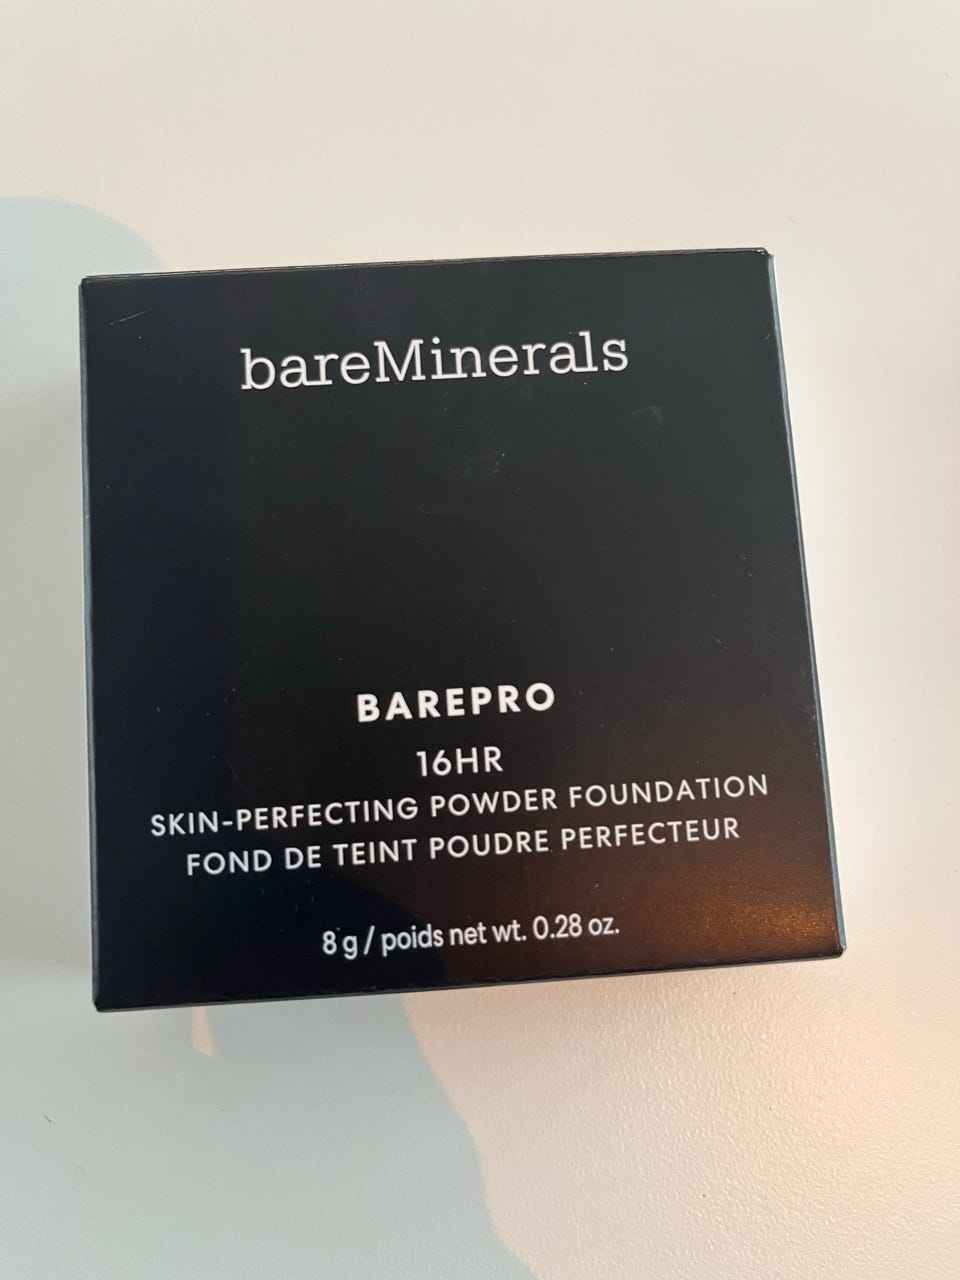 bareMinerals
BAREPRO
16HR
SKIN-PERFECTING POWDER FOUNDATION
FOND DE TEINT POUDRE PERFECTEUR
8 g / poids net wt. 0.28 oz.